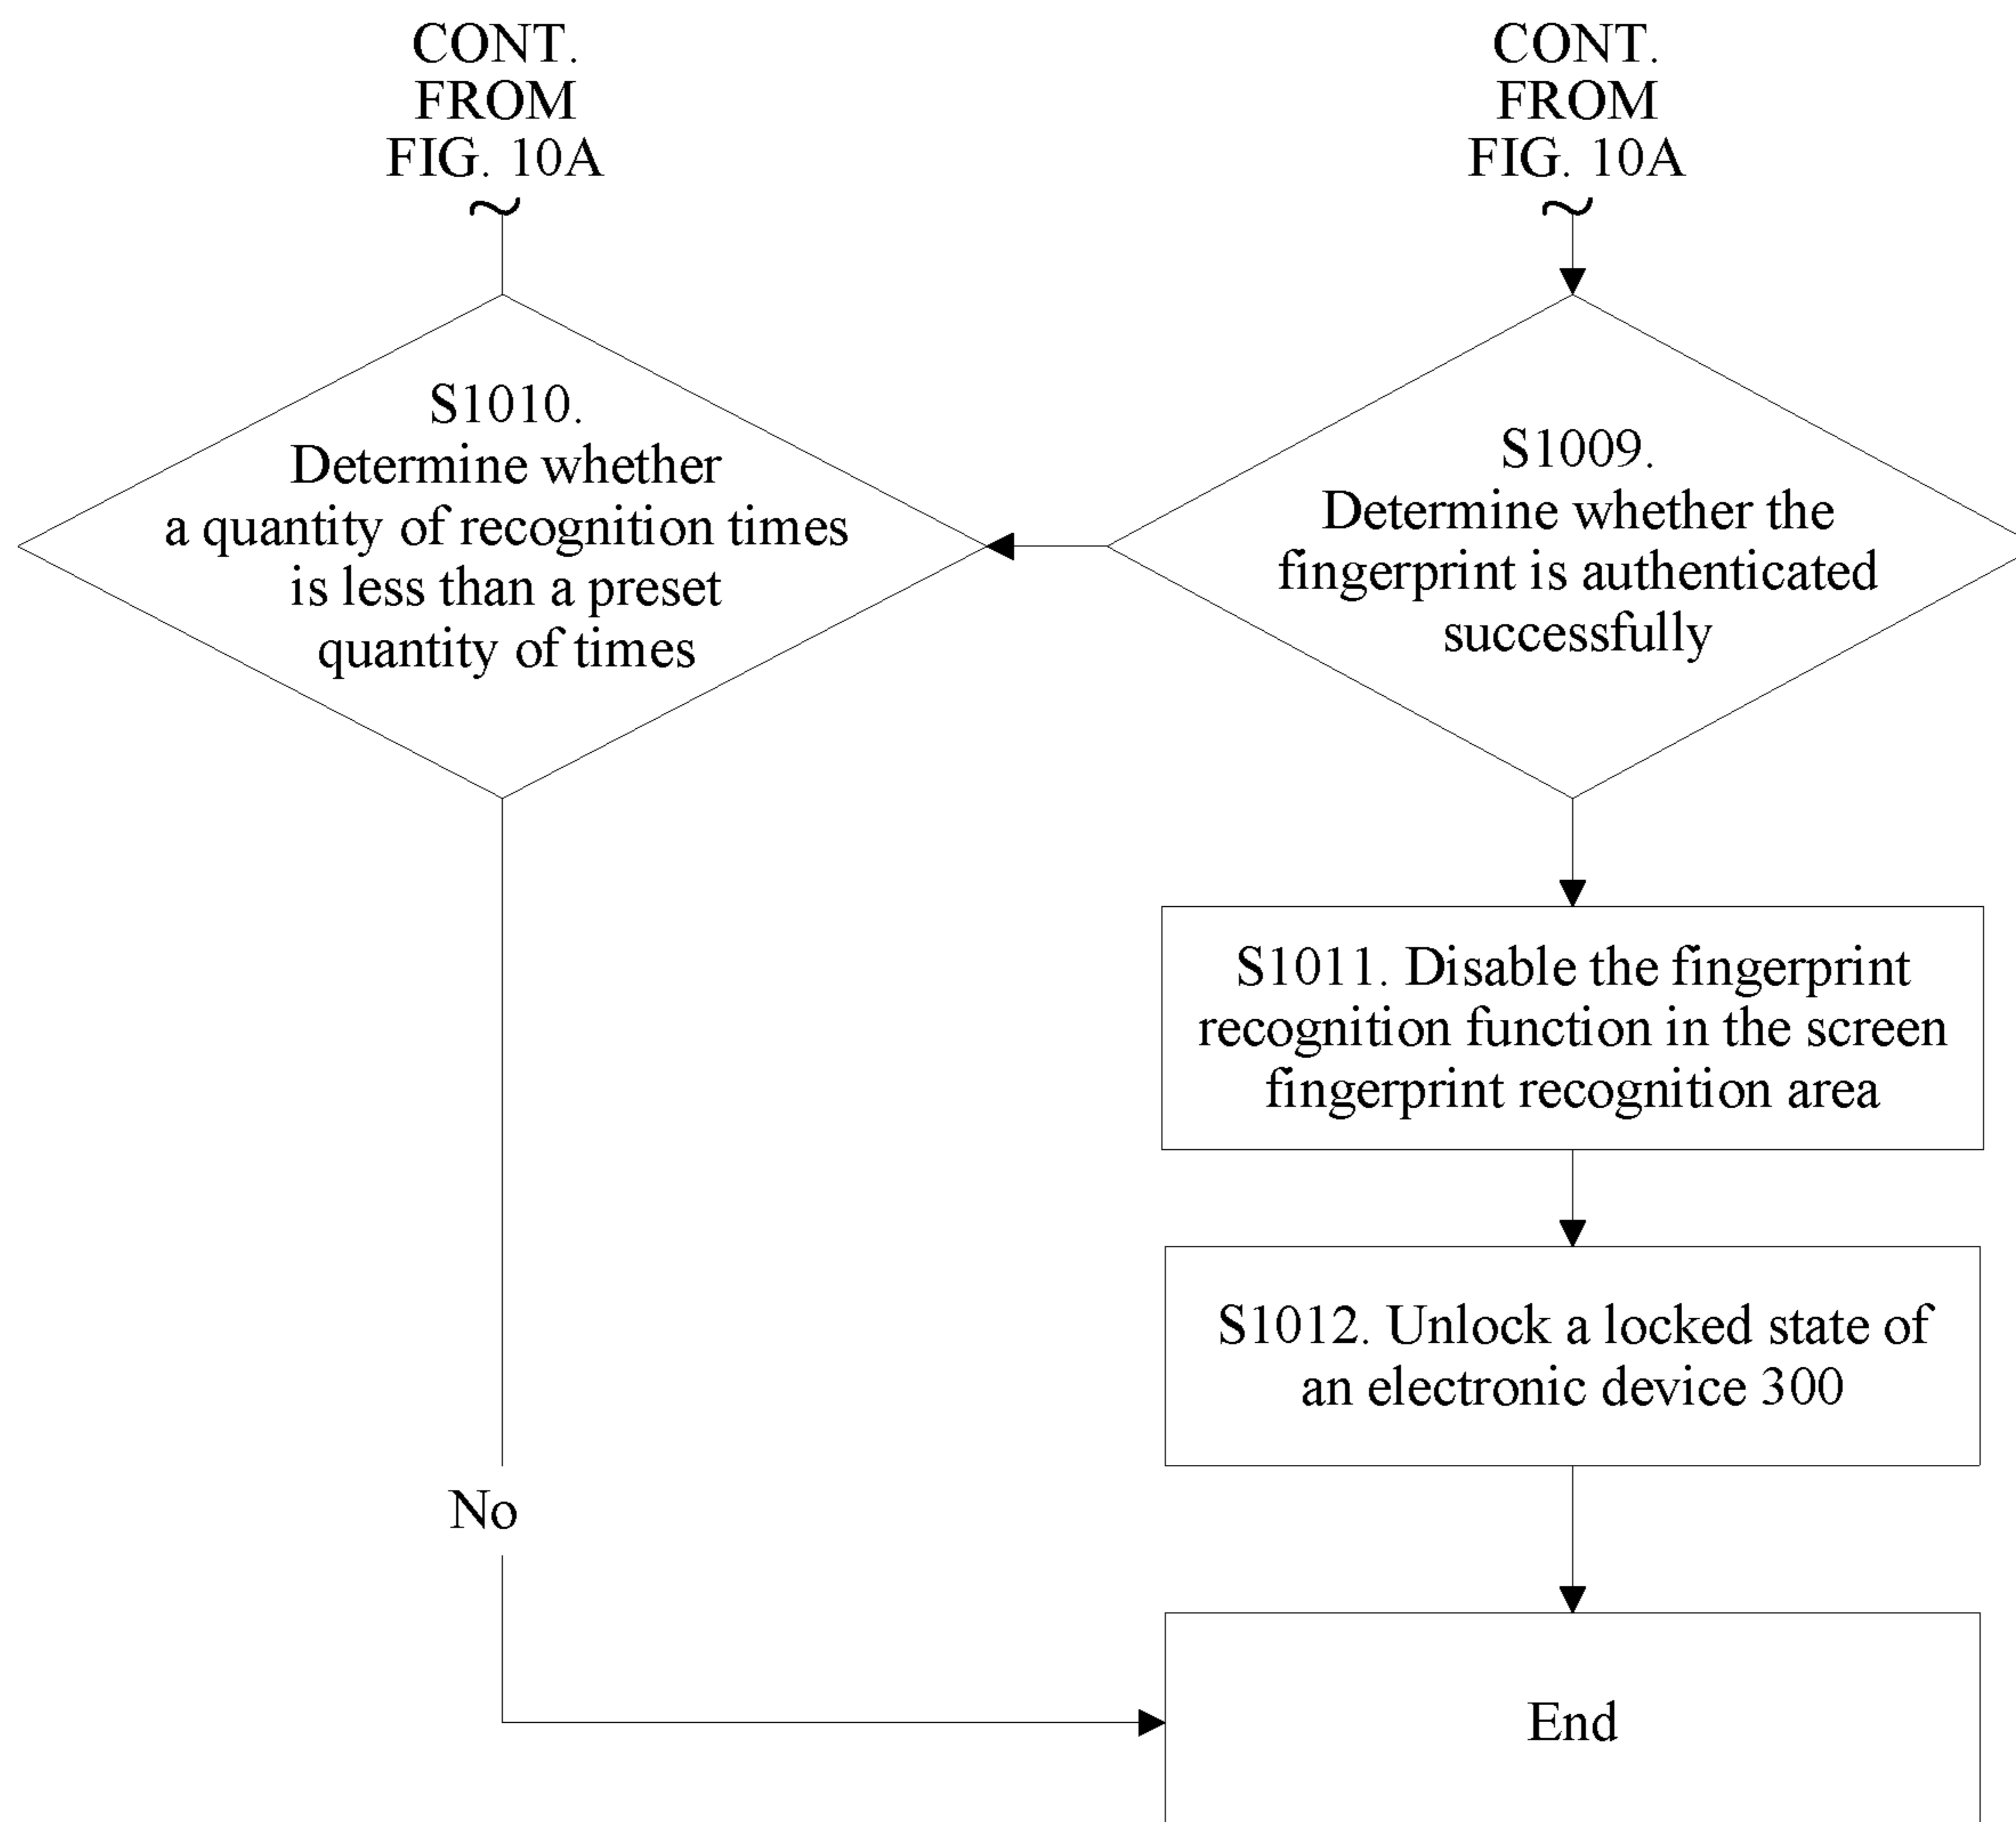 CONT.
FROM
FIG. 10A
CONT.
FROM
FIG. 10A
S1010.
Determine whether
a quantity of recognition times
is less than a preset
quantity of times
S1009.
Determine whether the
fingerprint is authenticated
successfully
S1011. Disable the fingerprint
recognition function in the screen
fingerprint recognition area
S1012. Unlock a locked state of
an electronic device 300
No
End